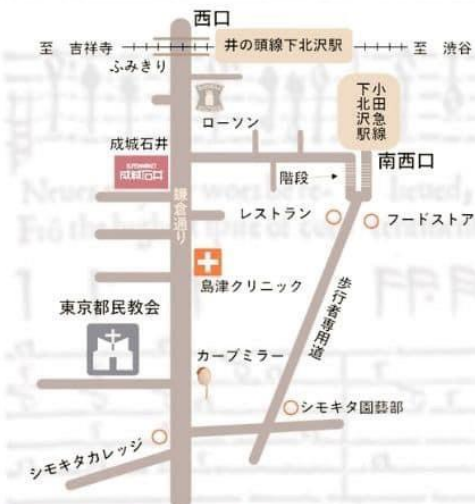 西口
至 吉祥寺
井の頭線下北沢駅
至 渋谷
ふみきり
ローソン
小田急線
下北沢駅
成城石井
SUPERMARKET
成城石井
南西口
階段
鎌倉通り
レストラン
フードストア
島津クリニック
歩行者専用道
東京都民教会
カーブミラー
シモキタ園藝部
シモキタカレッジ